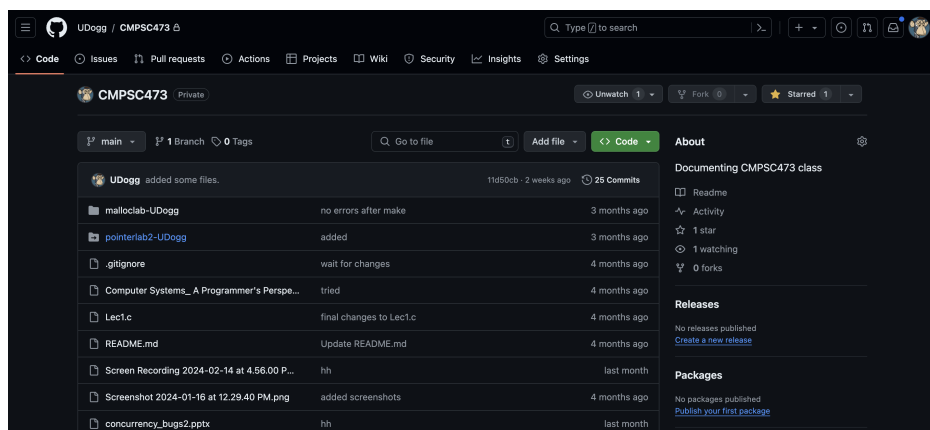 UDogg / CMPSC473
Type / to search
Code Issues Pull requests Actions Projects Wiki Security Insights Settings
CMPSC473 Private
Unwatch 1 Fork 0 Starred 1
main 1 Branch 0 Tags
Go to file t Add file Code
About
Documenting CMPSC473 class
UDogg added some files. 11d50cb · 2 weeks ago 25 Commits
Readme
malloclab-UDogg no errors after make 3 months ago
Activity
1 star
pointerlab2-UDogg added 3 months ago
1 watching
.gitignore wait for changes 4 months ago
0 forks
Computer Systems_ A Programmer's Perspe... tried 4 months ago
Releases
Lec1.c final changes to Lec1.c 4 months ago
No releases published
Create a new release
README.md Update README.md 4 months ago
Screen Recording 2024-02-14 at 4.56.00 P... hh last month
Packages
Screenshot 2024-01-16 at 12.29.40 PM.png added screenshots 4 months ago
No packages published
Publish your first package
concurrency_bugs2.pptx hh last month